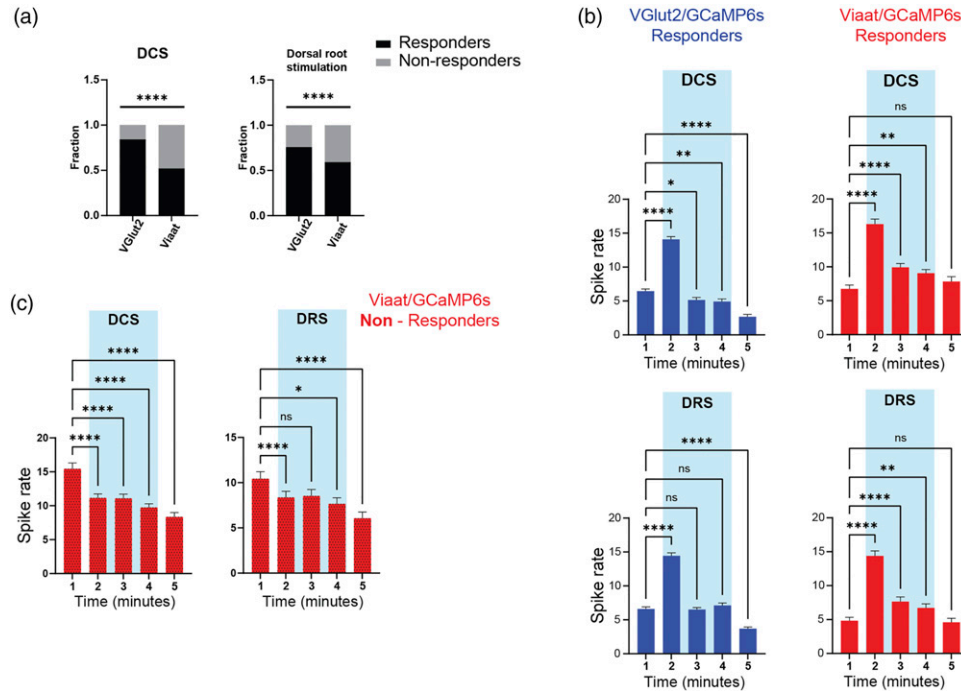 (a)
DCS
Dorsal root
stimulation
Responders
Non-responders
1.5
1.0
0.5
0.0
Fraction
****
VGlut2
Viaat
1.5
1.0
0.5
0.0
Fraction
****
VGlut2
Viaat
(b)
VGlut2/GCaMP6s
Responders
Viaat/GCaMP6s
Responders
DCS
****
**
*
****
20
15
10
5
0
Spike rate
1 2 3 4 5
Time (minutes)
DCS
ns
**
****
****
20
15
10
5
0
1 2 3 4 5
Time (minutes)
DRS
****
ns
ns
****
20
15
10
5
0
Spike rate
1 2 3 4 5
Time (minutes)
DRS
ns
**
****
****
20
15
10
5
0
1 2 3 4 5
Time (minutes)
(c)
Viaat/GCaMP6s
Non - Responders
DCS
****
****
****
****
20
15
10
5
0
Spike rate
1 2 3 4 5
Time (minutes)
DRS
****
*
ns
****
15
10
5
0
1 2 3 4 5
Time (minutes)